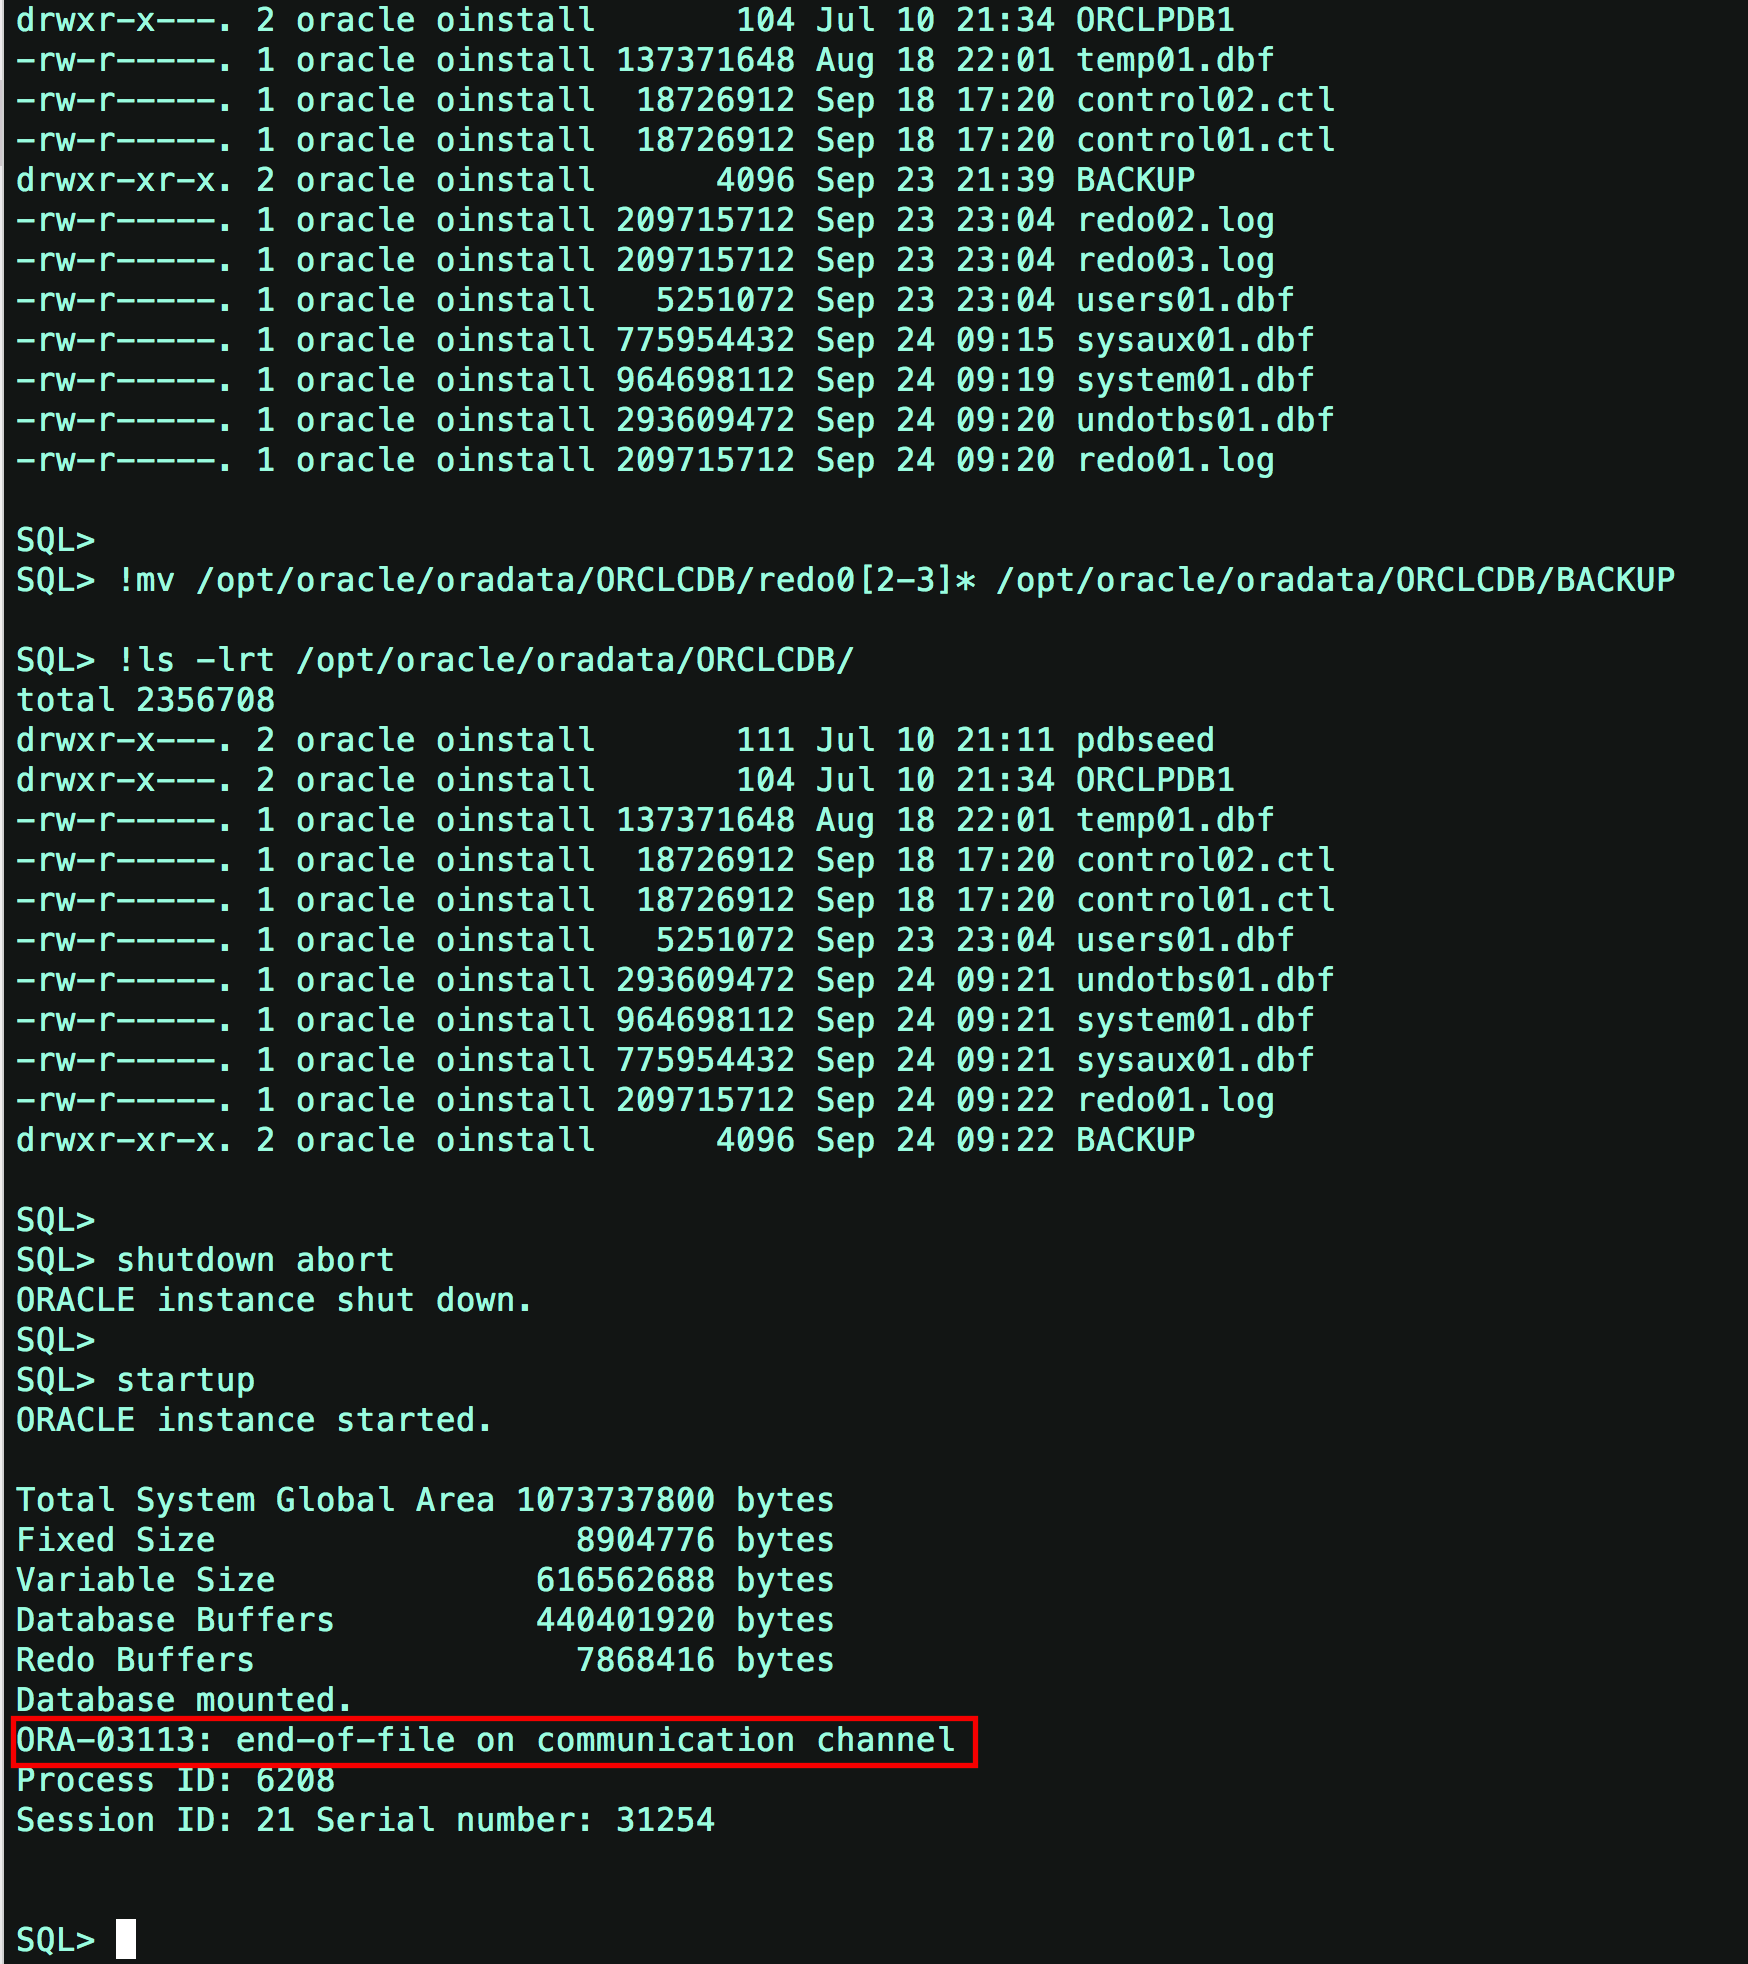 drwxr-x---. 2 oracle oinstall       104 Jul 10 21:34 ORCLPDB1
-rw-r-----. 1 oracle oinstall 137371648 Aug 18 22:01 temp01.dbf
-rw-r-----. 1 oracle oinstall  18726912 Sep 18 17:20 control02.ctl
-rw-r-----. 1 oracle oinstall  18726912 Sep 18 17:20 control01.ctl
drwxr-xr-x. 2 oracle oinstall      4096 Sep 23 21:39 BACKUP
-rw-r-----. 1 oracle oinstall 209715712 Sep 23 23:04 redo02.log
-rw-r-----. 1 oracle oinstall 209715712 Sep 23 23:04 redo03.log
-rw-r-----. 1 oracle oinstall   5251072 Sep 23 23:04 users01.dbf
-rw-r-----. 1 oracle oinstall 775954432 Sep 24 09:15 sysaux01.dbf
-rw-r-----. 1 oracle oinstall 964698112 Sep 24 09:19 system01.dbf
-rw-r-----. 1 oracle oinstall 293609472 Sep 24 09:20 undotbs01.dbf
-rw-r-----. 1 oracle oinstall 209715712 Sep 24 09:20 redo01.log
SQL>
SQL> !mv /opt/oracle/oradata/ORCLCDB/redo0[2-3]* /opt/oracle/oradata/ORCLCDB/BACKUP
SQL> !ls -lrt /opt/oracle/oradata/ORCLCDB/
total 2356708
drwxr-x---. 2 oracle oinstall       111 Jul 10 21:11 pdbseed
drwxr-x---. 2 oracle oinstall       104 Jul 10 21:34 ORCLPDB1
-rw-r-----. 1 oracle oinstall 137371648 Aug 18 22:01 temp01.dbf
-rw-r-----. 1 oracle oinstall  18726912 Sep 18 17:20 control02.ctl
-rw-r-----. 1 oracle oinstall  18726912 Sep 18 17:20 control01.ctl
-rw-r-----. 1 oracle oinstall   5251072 Sep 23 23:04 users01.dbf
-rw-r-----. 1 oracle oinstall 293609472 Sep 24 09:21 undotbs01.dbf
-rw-r-----. 1 oracle oinstall 964698112 Sep 24 09:21 system01.dbf
-rw-r-----. 1 oracle oinstall 775954432 Sep 24 09:21 sysaux01.dbf
-rw-r-----. 1 oracle oinstall 209715712 Sep 24 09:22 redo01.log
drwxr-xr-x. 2 oracle oinstall      4096 Sep 24 09:22 BACKUP
SQL>
SQL> shutdown abort
ORACLE instance shut down.
SQL>
SQL> startup
ORACLE instance started.
Total System Global Area 1073737800 bytes
Fixed Size                  8904776 bytes
Variable Size             616562688 bytes
Database Buffers          440401920 bytes
Redo Buffers                7868416 bytes
Database mounted.
ORA-03113: end-of-file on communication channel
Process ID: 6208
Session ID: 21 Serial number: 31254
SQL>